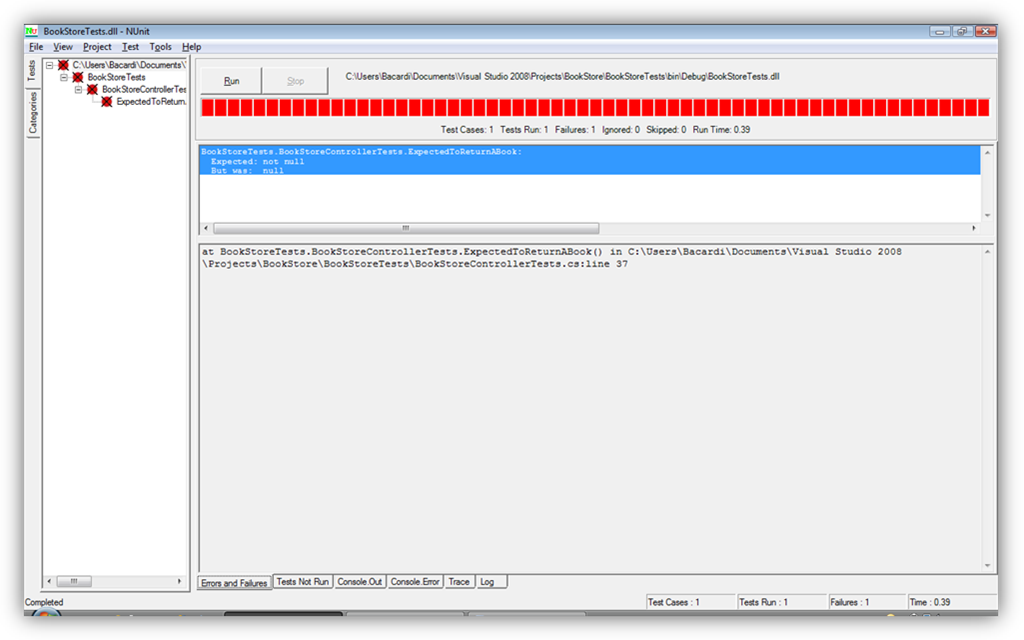 BookStoreTests.dll - NUnit
File View Project Test Tools Help
Tests
Categories
C:\Users\Bacardi\Documents\
BookStoreTests
BookStoreControllerTes
ExpectedToReturn.
Run Stop C:\Users\Bacardi\Documents\Visual Studio 2008\Projects\BookStore\BookStoreTests\bin\Debug\BookStoreTests.dll
Test Cases: 1 Tests Run: 1 Failures: 1 Ignored: 0 Skipped: 0 Run Time: 0.39
BookStoreTests.BookStoreControllerTests.ExpectedToReturnABook:
Expected: not null
But was: null
at BookStoreTests.BookStoreControllerTests.ExpectedToReturnABook() in C:\Users\Bacardi\Documents\Visual Studio 2008
\Projects\BookStore\BookStoreTests\BookStoreControllerTests.cs:line 37
Errors and Failures Tests Not Run Console.Out Console.Error Trace Log
Completed Test Cases : 1 Tests Run : 1 Failures : 1 Time : 0.39